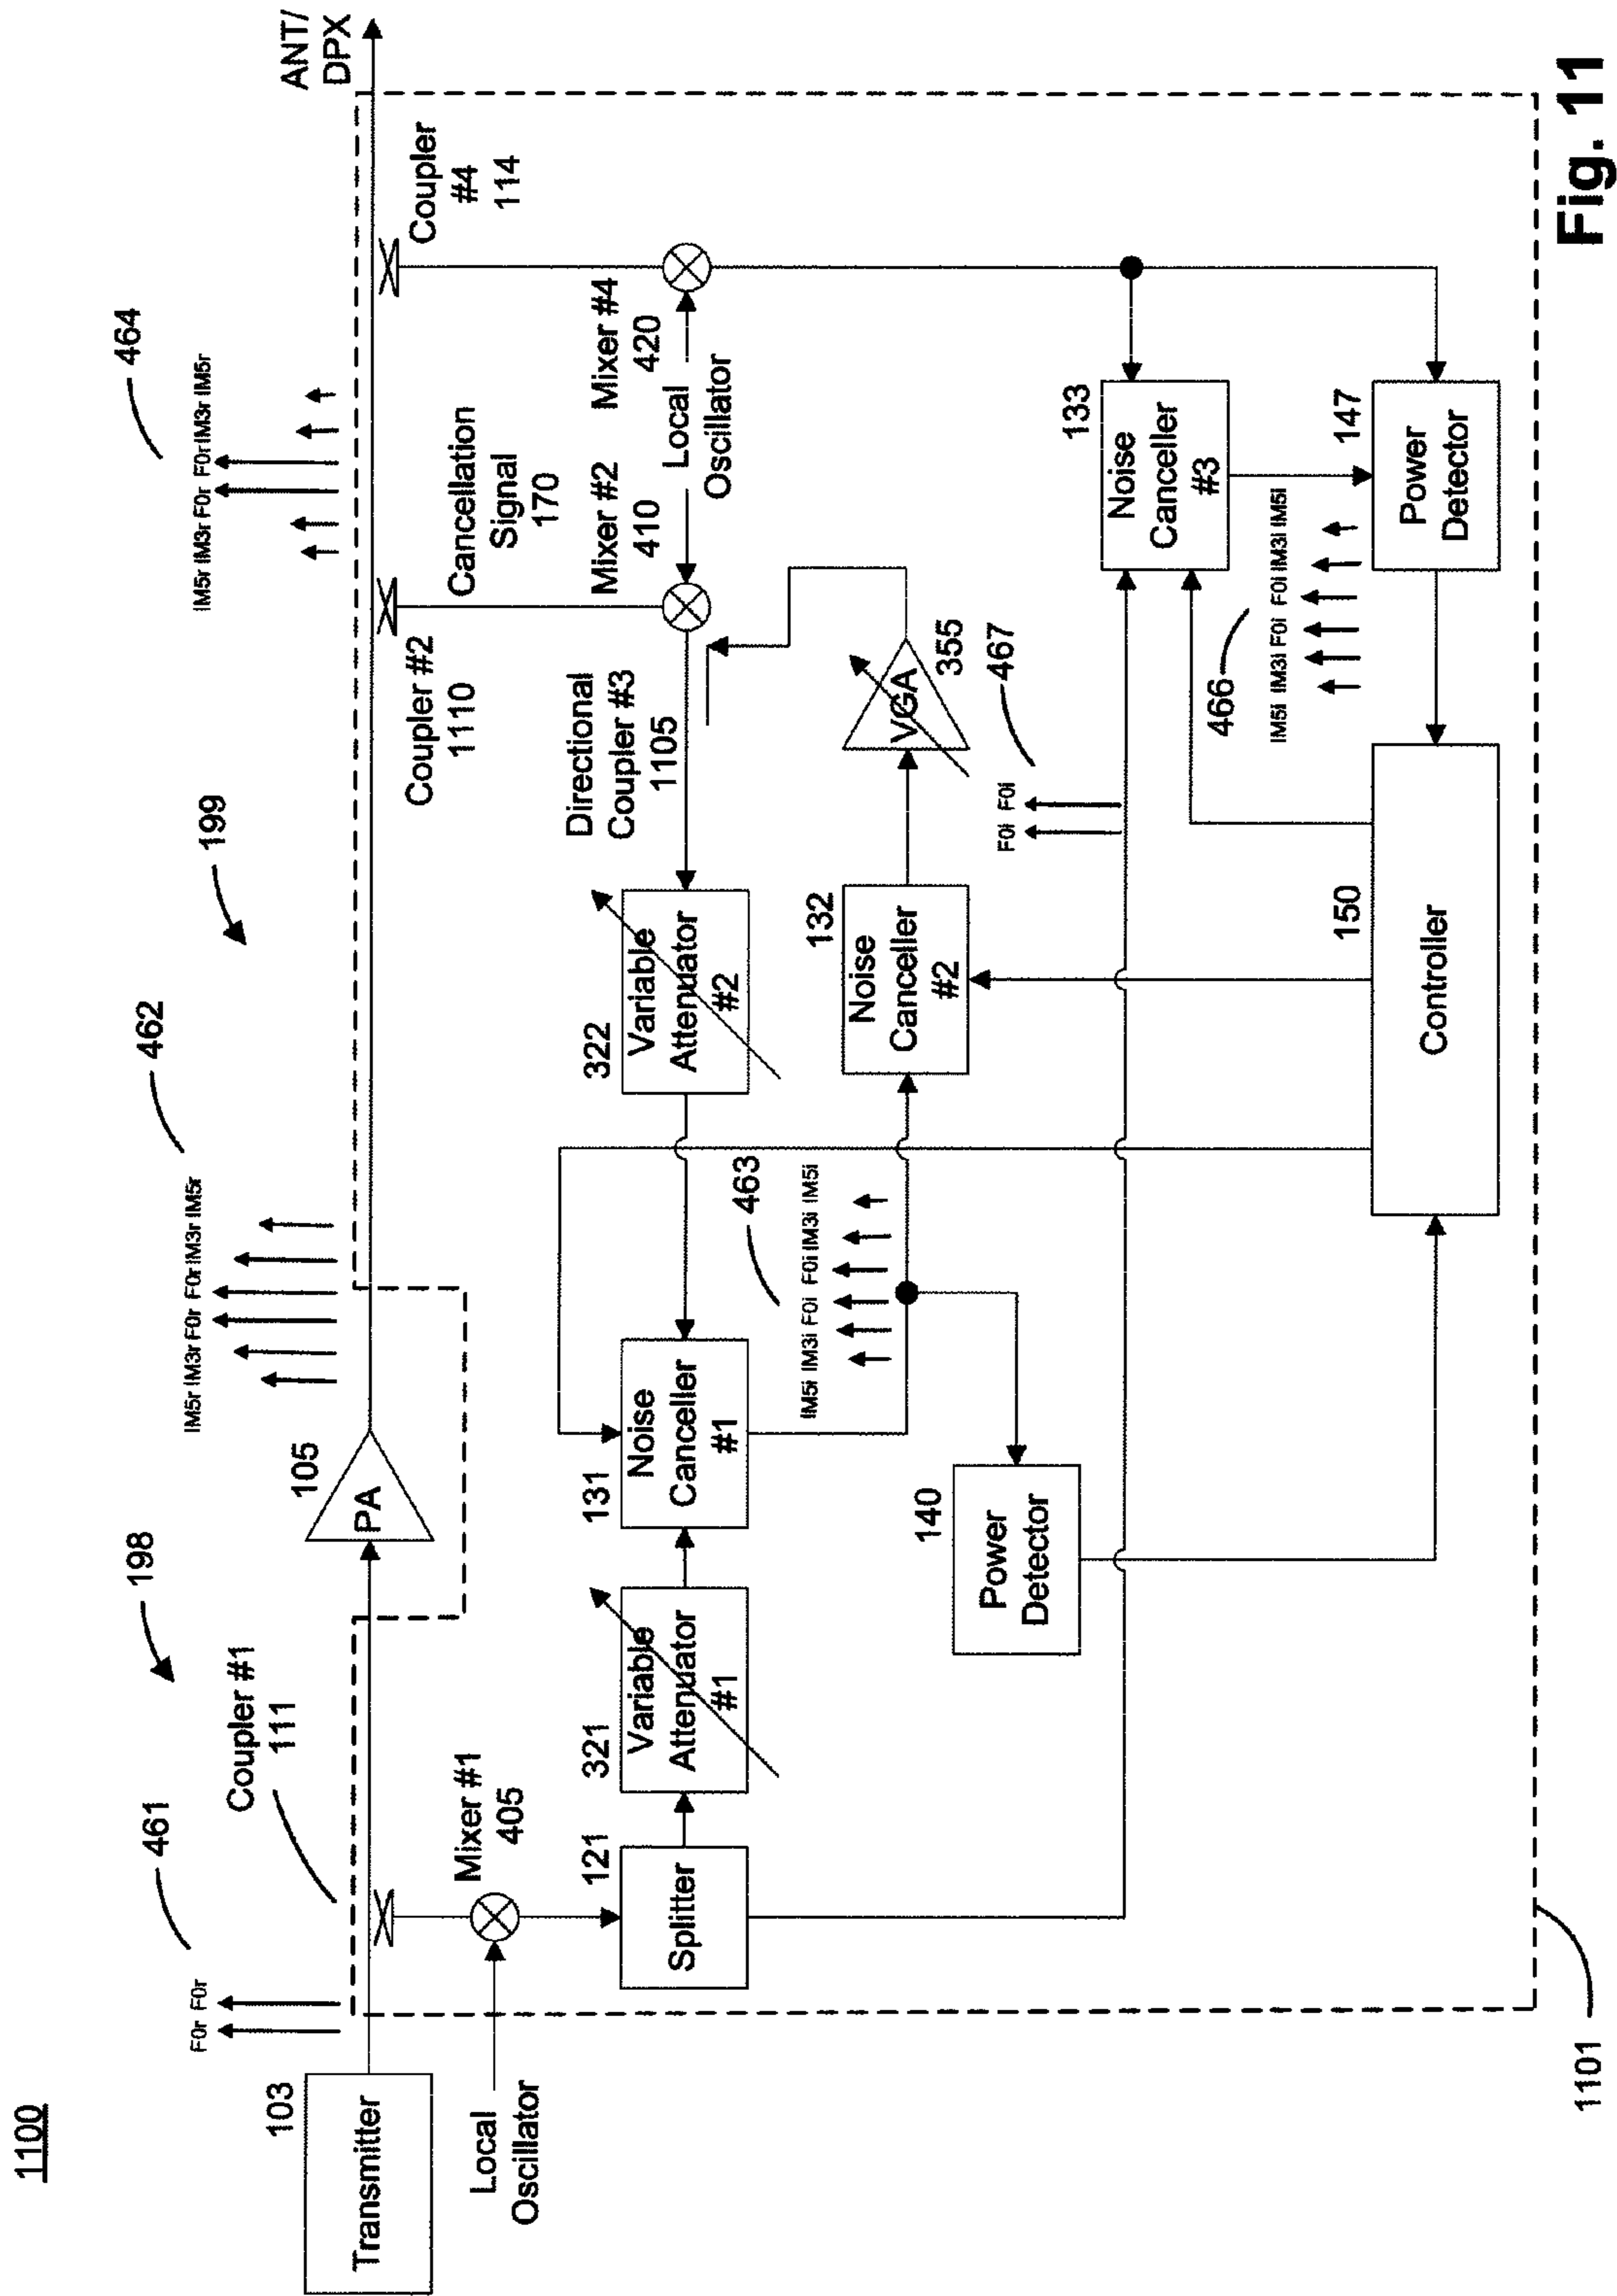 1100
ANT/
DPX
464
IM5r IM3r F0r F0r IM3r IM5r
199
462
IM5r IM3r F0r F0r IM3r IM5r
198
461
F0r F0r
Coupler #1
111
103
Transmitter
105
PA
Coupler #2
1110
Cancellation
Signal
170
Coupler
#4
114
Mixer #1
405
Local
Oscillator
Mixer #2
410
Mixer #4
420
Local
Oscillator
Directional
Coupler #3
1105
121
Splitter
321
Variable
Attenuator
#1
131
Noise
Canceller
#1
322
Variable
Attenuator
#2
463
IM5i IM3i F0i F0i IM3i IM5i
132
Noise
Canceller
#2
VGA
355
467
F0i F0i
140
Power
Detector
133
Noise
Canceller
#3
466
IM5i IM3i F0i F0i IM3i IM5i
150
Controller
147
Power
Detector
1101
Fig. 11